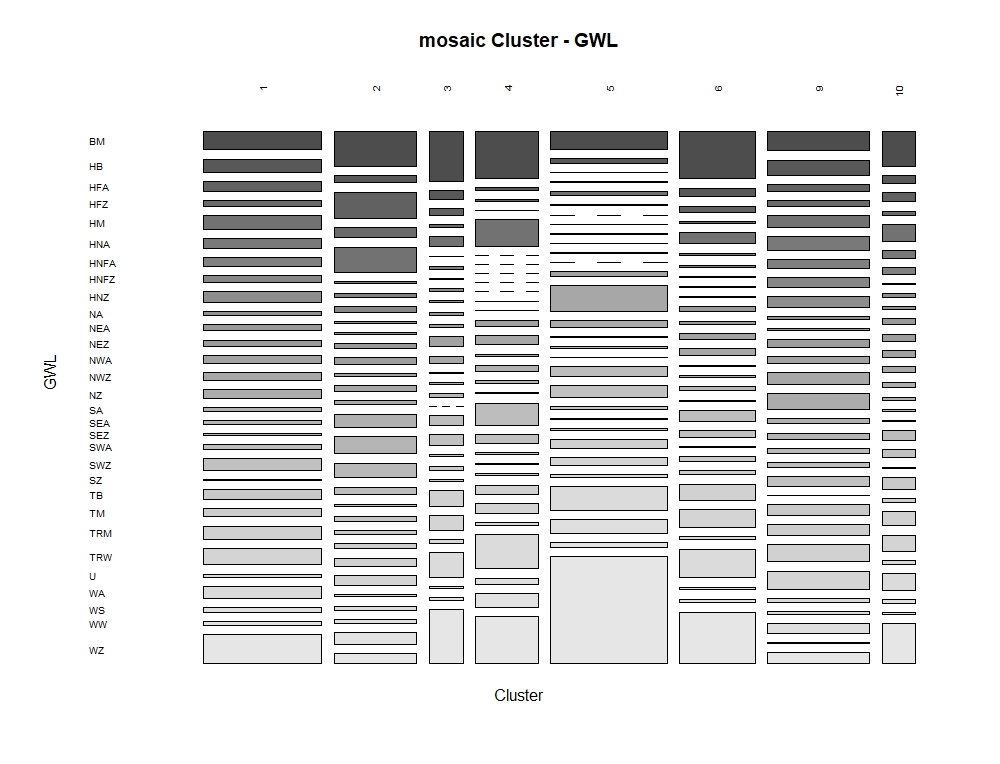 mosaic Cluster - GWL
1 2 3 4 5 6 9 10
BM
HB
HFA
HFZ
HM
HNA
HNFA
HNFZ
HNZ
NA
NEA
NEZ
NWA
NWZ
NZ
SA
SEA
SEZ
SWA
SWZ
SZ
TB
TM
TRM
TRW
U
WA
WS
WW
WZ
GWL
Cluster